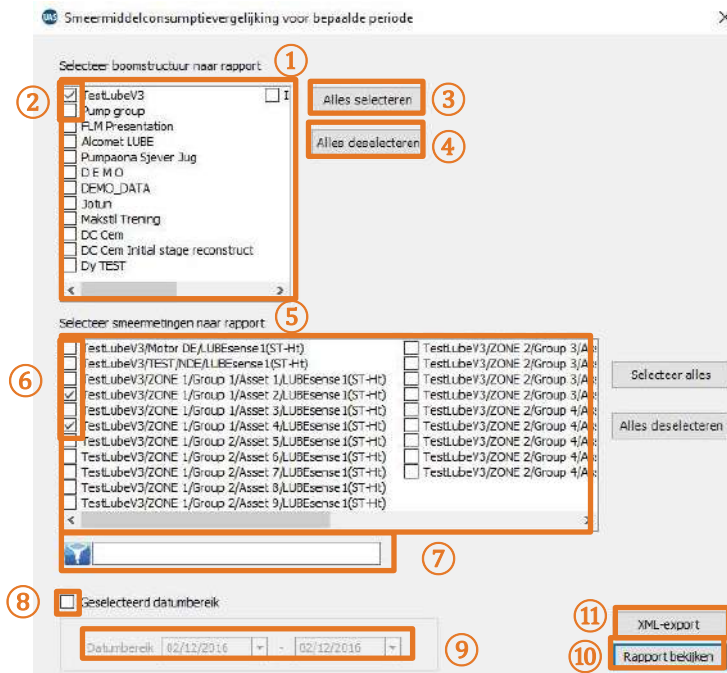 UAS Smeermiddelconsumptievergelijking voor bepaalde periode
Selecteer boomstructuur naar rapport ①
② TestLubeV3
Pump group
FLM Presentation
Alcomet LUBE
Pumpaona Sjever Jug
D E M O
DEMO_DATA
Jotun
Makstil Trening
DC Cem
DC Cem Initial stage reconstruct
Dy TEST
Alles selecteren ③
Alles deselecteren ④
Selecteer smeermetingen naar rapport ⑤
⑥
TestLubeV3/Motor DE/LUBEsense1(ST-Ht)
TestLubeV3/TEST/NDE/LUBEsense1(ST-Ht)
TestLubeV3/ZONE 1/Group 1/Asset 1/LUBEsense1(ST-Ht)
TestLubeV3/ZONE 1/Group 1/Asset 2/LUBEsense1(ST-Ht)
TestLubeV3/ZONE 1/Group 1/Asset 3/LUBEsense1(ST-Ht)
TestLubeV3/ZONE 1/Group 1/Asset 4/LUBEsense1(ST-Ht)
TestLubeV3/ZONE 1/Group 2/Asset 5/LUBEsense1(ST-Ht)
TestLubeV3/ZONE 1/Group 2/Asset 6/LUBEsense1(ST-Ht)
TestLubeV3/ZONE 1/Group 2/Asset 7/LUBEsense1(ST-Ht)
TestLubeV3/ZONE 1/Group 2/Asset 8/LUBEsense1(ST-Ht)
TestLubeV3/ZONE 1/Group 2/Asset 9/LUBEsense1(ST-Ht)
TestLubeV3/ZONE 2/Group 3/
TestLubeV3/ZONE 2/Group 3/
TestLubeV3/ZONE 2/Group 3/
TestLubeV3/ZONE 2/Group 3/
TestLubeV3/ZONE 2/Group 4/
TestLubeV3/ZONE 2/Group 4/
TestLubeV3/ZONE 2/Group 4/
TestLubeV3/ZONE 2/Group 4/
Selecteer alles
Alles deselecteren
⑦
⑧ Geselecteerd datumbereik
Datumbereik 02/12/2016 - 02/12/2016 ⑨
⑪ XML-export
⑩ Rapport bekijken